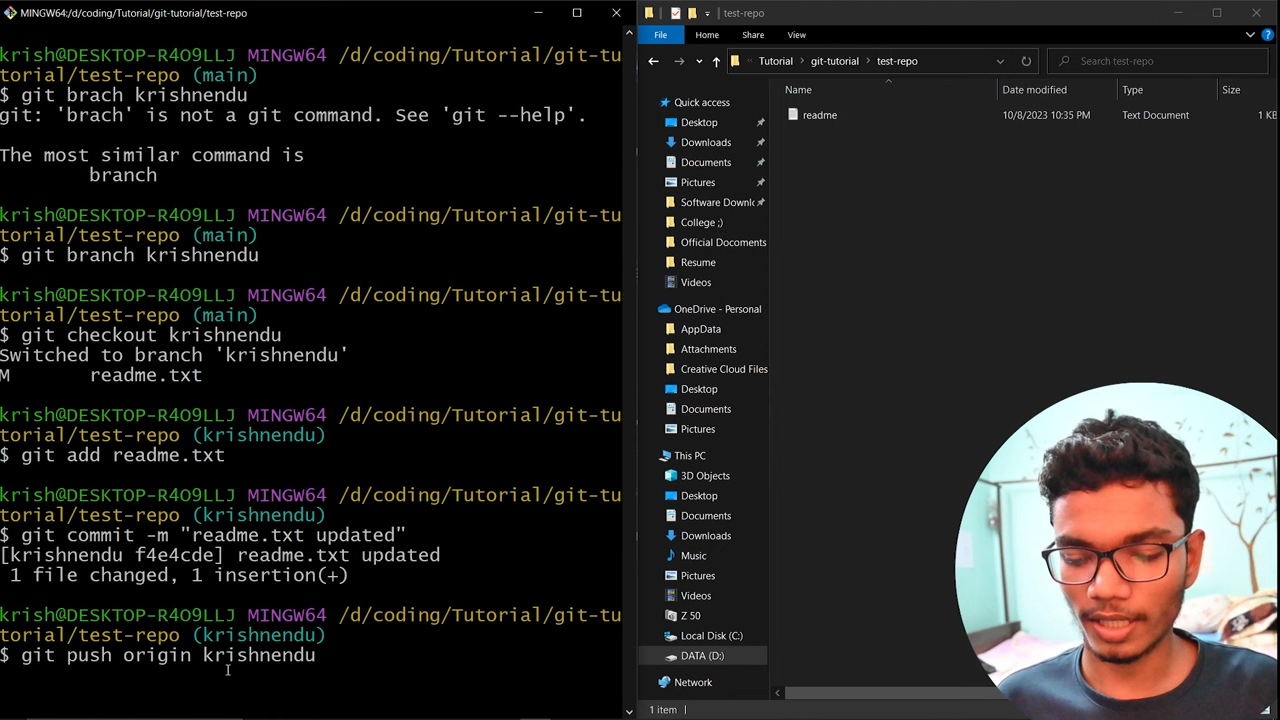 MINGW64:/d/coding/Tutorial/git-tutorial/test-repo
krish@DESKTOP-R4O9LLJ MINGW64 /d/coding/Tutorial/git-tu
torial/test-repo (main)
$ git brach krishnendu
git: 'brach' is not a git command. See 'git --help'.
The most similar command is
branch
krish@DESKTOP-R4O9LLJ MINGW64 /d/coding/Tutorial/git-tu
torial/test-repo (main)
$ git branch krishnendu
krish@DESKTOP-R4O9LLJ MINGW64 /d/coding/Tutorial/git-tu
torial/test-repo (main)
$ git checkout krishnendu
Switched to branch 'krishnendu'
M readme.txt
krish@DESKTOP-R4O9LLJ MINGW64 /d/coding/Tutorial/git-tu
torial/test-repo (krishnendu)
$ git add readme.txt
krish@DESKTOP-R4O9LLJ MINGW64 /d/coding/Tutorial/git-tu
torial/test-repo (krishnendu)
$ git commit -m "readme.txt updated"
[krishnendu f4e4cde] readme.txt updated
1 file changed, 1 insertion(+)
krish@DESKTOP-R4O9LLJ MINGW64 /d/coding/Tutorial/git-tu
torial/test-repo (krishnendu)
$ git push origin krishnendu
test-repo
File Home Share View
Tutorial git-tutorial test-repo
Search test-repo
Name Date modified Type Size
readme 10/8/2023 10:35 PM Text Document 1 KB
Quick access
Desktop
Downloads
Documents
Pictures
Software Downlo
College ;)
Official Docoments
Resume
Videos
OneDrive - Personal
AppData
Attachments
Creative Cloud Files
Desktop
Documents
Pictures
This PC
3D Objects
Desktop
Documents
Downloads
Music
Pictures
Videos
Z 50
Local Disk (C:)
DATA (D:)
Network
1 item